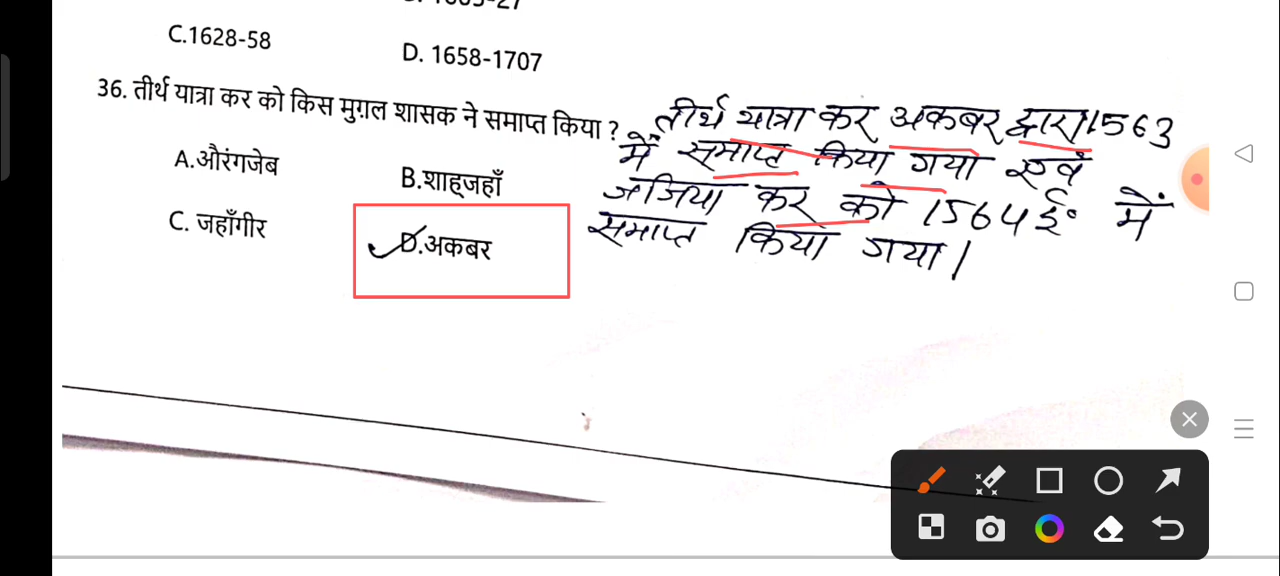 C.1628-58
D. 1658-1707
36. तीर्थ यात्रा कर को किस मुग़ल शासक ने समाप्त किया ?
A.औरंगजेब
B.शाहजहाँ
C. जहाँगीर
D.अकबर
तीर्थ यात्रा कर अकबर द्वारा 1563
में समाप्त किया गया एवं
जजिया कर को 1564 ई० में
समाप्त किया गया।